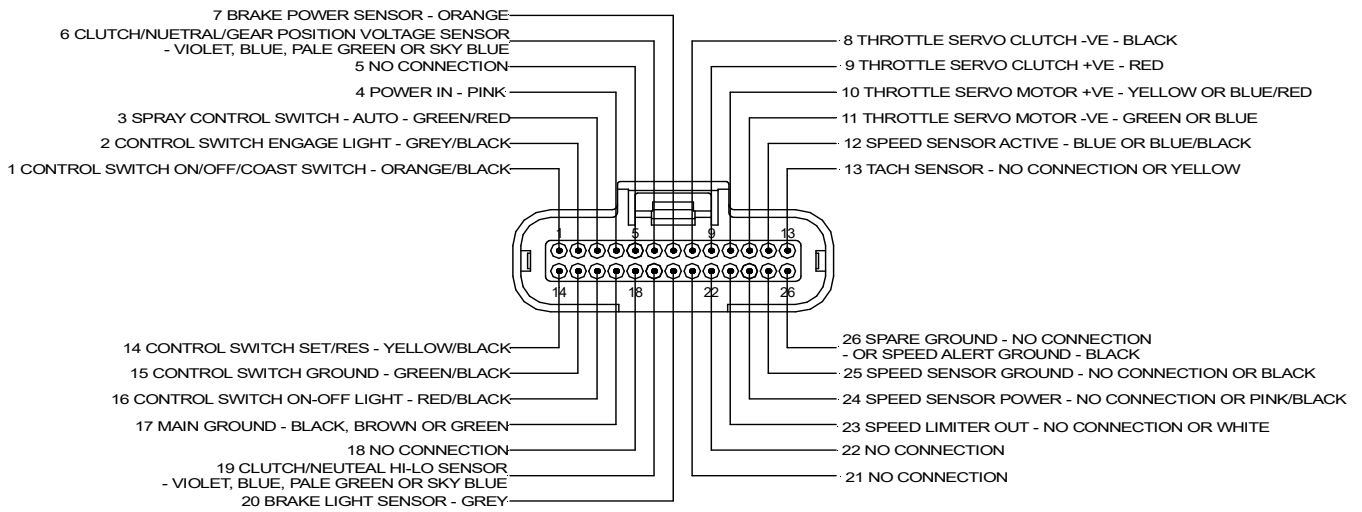 7 BRAKE POWER SENSOR - ORANGE
6 CLUTCH/NUETRAL/GEAR POSITION VOLTAGE SENSOR
- VIOLET, BLUE, PALE GREEN OR SKY BLUE
5 NO CONNECTION
4 POWER IN - PINK
3 SPRAY CONTROL SWITCH - AUTO - GREEN/RED
2 CONTROL SWITCH ENGAGE LIGHT - GREY/BLACK
1 CONTROL SWITCH ON/OFF/COAST SWITCH - ORANGE/BLACK
8 THROTTLE SERVO CLUTCH -VE - BLACK
9 THROTTLE SERVO CLUTCH +VE - RED
10 THROTTLE SERVO MOTOR +VE - YELLOW OR BLUE/RED
11 THROTTLE SERVO MOTOR -VE - GREEN OR BLUE
12 SPEED SENSOR ACTIVE - BLUE OR BLUE/BLACK
13 TACH SENSOR - NO CONNECTION OR YELLOW
1 5 9 13
14 18 22 26
14 CONTROL SWITCH SET/RES - YELLOW/BLACK
15 CONTROL SWITCH GROUND - GREEN/BLACK
16 CONTROL SWITCH ON-OFF LIGHT - RED/BLACK
17 MAIN GROUND - BLACK, BROWN OR GREEN
18 NO CONNECTION
19 CLUTCH/NEUTEAL HI-LO SENSOR
- VIOLET, BLUE, PALE GREEN OR SKY BLUE
20 BRAKE LIGHT SENSOR - GREY
26 SPARE GROUND - NO CONNECTION
- OR SPEED ALERT GROUND - BLACK
25 SPEED SENSOR GROUND - NO CONNECTION OR BLACK
24 SPEED SENSOR POWER - NO CONNECTION OR PINK/BLACK
23 SPEED LIMITER OUT - NO CONNECTION OR WHITE
22 NO CONNECTION
21 NO CONNECTION